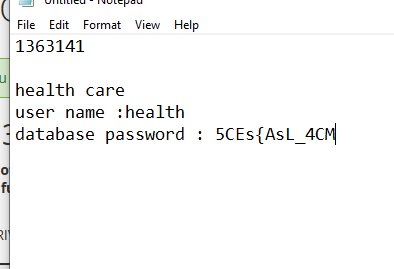 Untitled - Notepad
File Edit Format View Help
1363141
health care
user name :health
database password : 5CEs{AsL_4CM